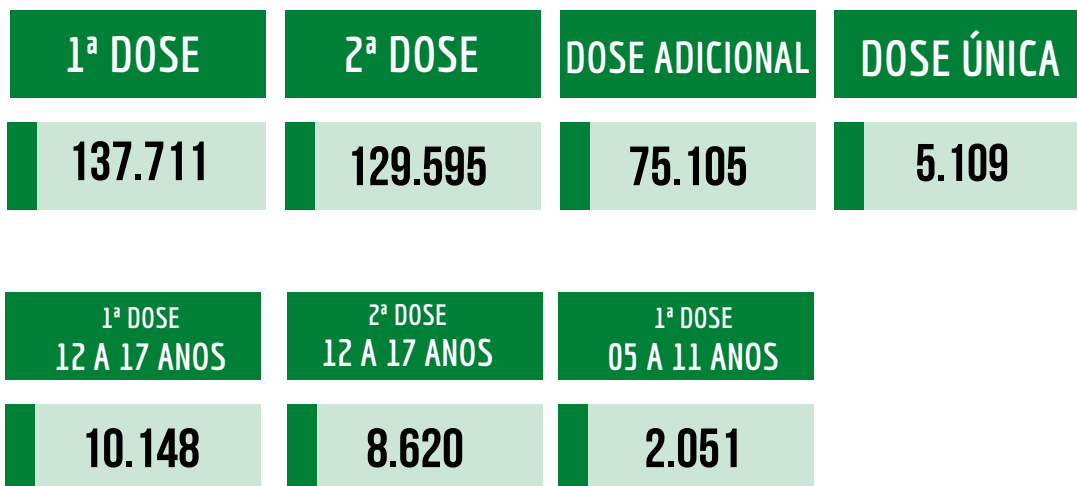 1ª DOSE
137.711
2ª DOSE
129.595
DOSE ADICIONAL
75.105
DOSE ÚNICA
5.109
1ª DOSE
12 A 17 ANOS
10.148
2ª DOSE
12 A 17 ANOS
8.620
1ª DOSE
05 A 11 ANOS
2.051